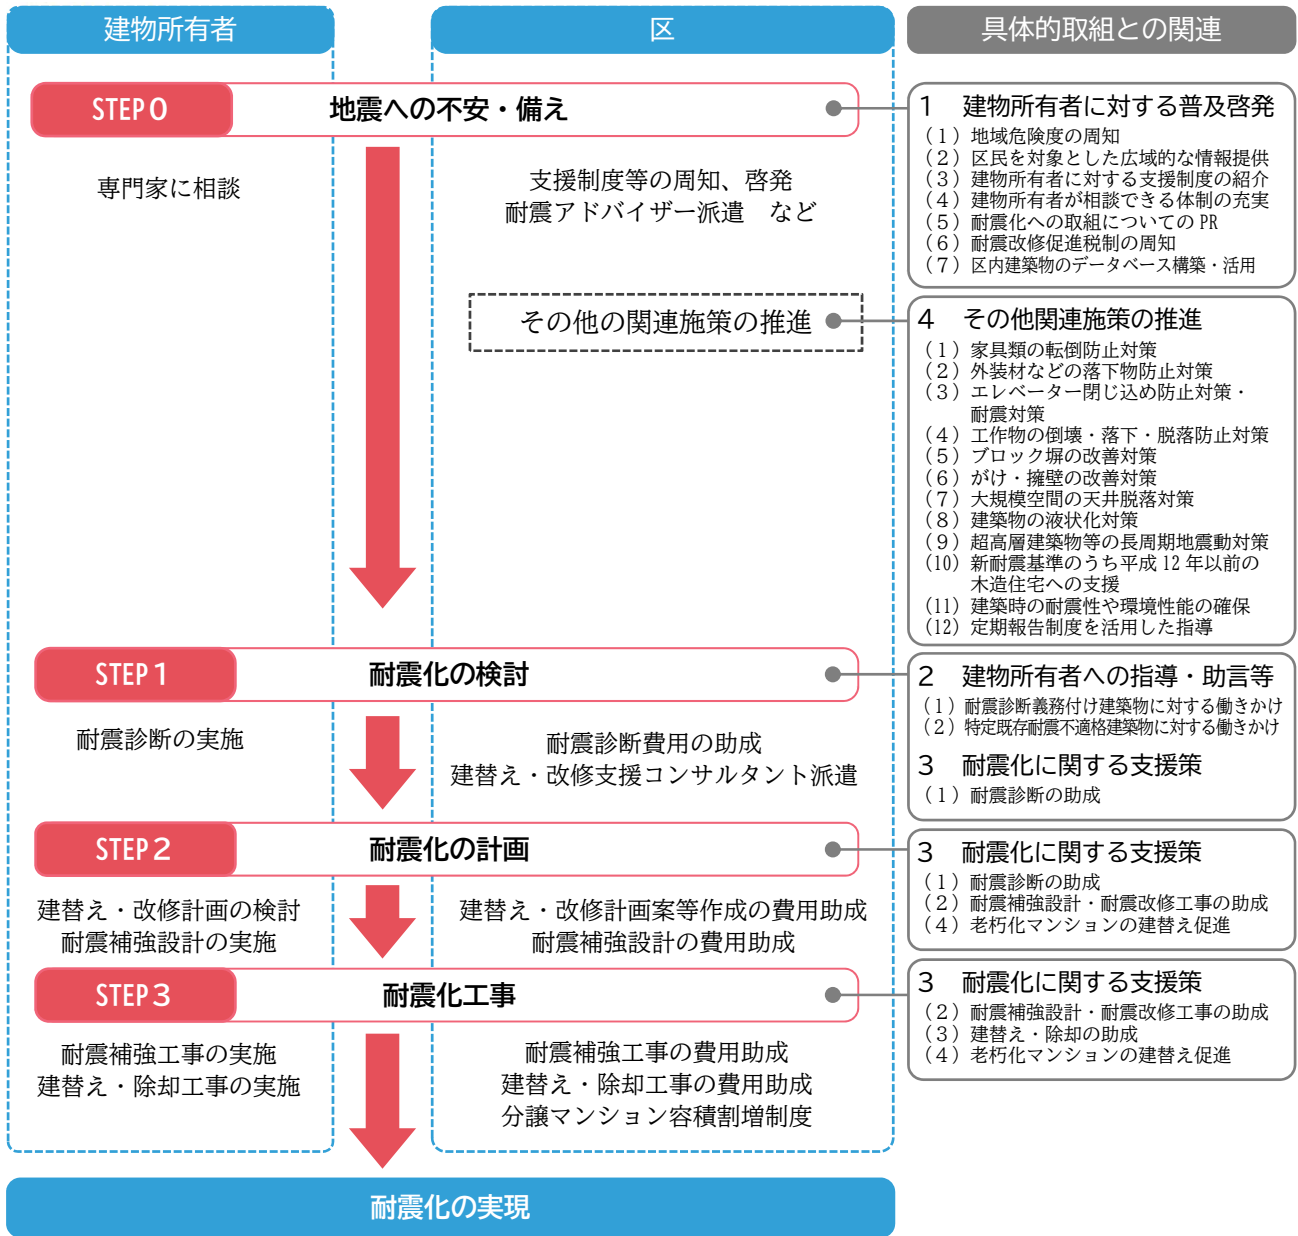 建物所有者
区
具体的取組との関連
STEP０
地震への不安・備え
専門家に相談
支援制度等の周知、啓発
耐震アドバイザー派遣　など
1　建物所有者に対する普及啓発
（１）地域危険度の周知
（２）区民を対象とした広域的な情報提供
（３）建物所有者に対する支援制度の紹介
（４）建物所有者が相談できる体制の充実
（５）耐震化への取組についての PR
（６）耐震改修促進税制の周知
（７）区内建築物のデータベース構築・活用
その他の関連施策の推進
4　その他関連施策の推進
（１）家具類の転倒防止対策
（２）外装材などの落下物防止対策
（３）エレベーター閉じ込め防止対策・
耐震対策
（４）工作物の倒壊・落下・脱落防止対策
（５）ブロック塀の改善対策
（６）がけ・擁壁の改善対策
（７）大規模空間の天井脱落対策
（８）建築物の液状化対策
（９）超高層建築物等の長周期地震動対策
（10）新耐震基準のうち平成 12 年以前の
木造住宅への支援
（11）建築時の耐震性や環境性能の確保
（12）定期報告制度を活用した指導
STEP１
耐震化の検討
耐震診断の実施
耐震診断費用の助成
建替え・改修支援コンサルタント派遣
2　建物所有者への指導・助言等
（１）耐震診断義務付け建築物に対する働きかけ
（２）特定既存耐震不適格建築物に対する働きかけ
3　耐震化に関する支援策
（１）耐震診断の助成
STEP２
耐震化の計画
建替え・改修計画の検討
耐震補強設計の実施
建替え・改修計画案等作成の費用助成
耐震補強設計の費用助成
3　耐震化に関する支援策
（１）耐震診断の助成
（２）耐震補強設計・耐震改修工事の助成
（４）老朽化マンションの建替え促進
STEP３
耐震化工事
耐震補強工事の実施
建替え・除却工事の実施
耐震補強工事の費用助成
建替え・除却工事の費用助成
分譲マンション容積割増制度
3　耐震化に関する支援策
（２）耐震補強設計・耐震改修工事の助成
（３）建替え・除却の助成
（４）老朽化マンションの建替え促進
耐震化の実現